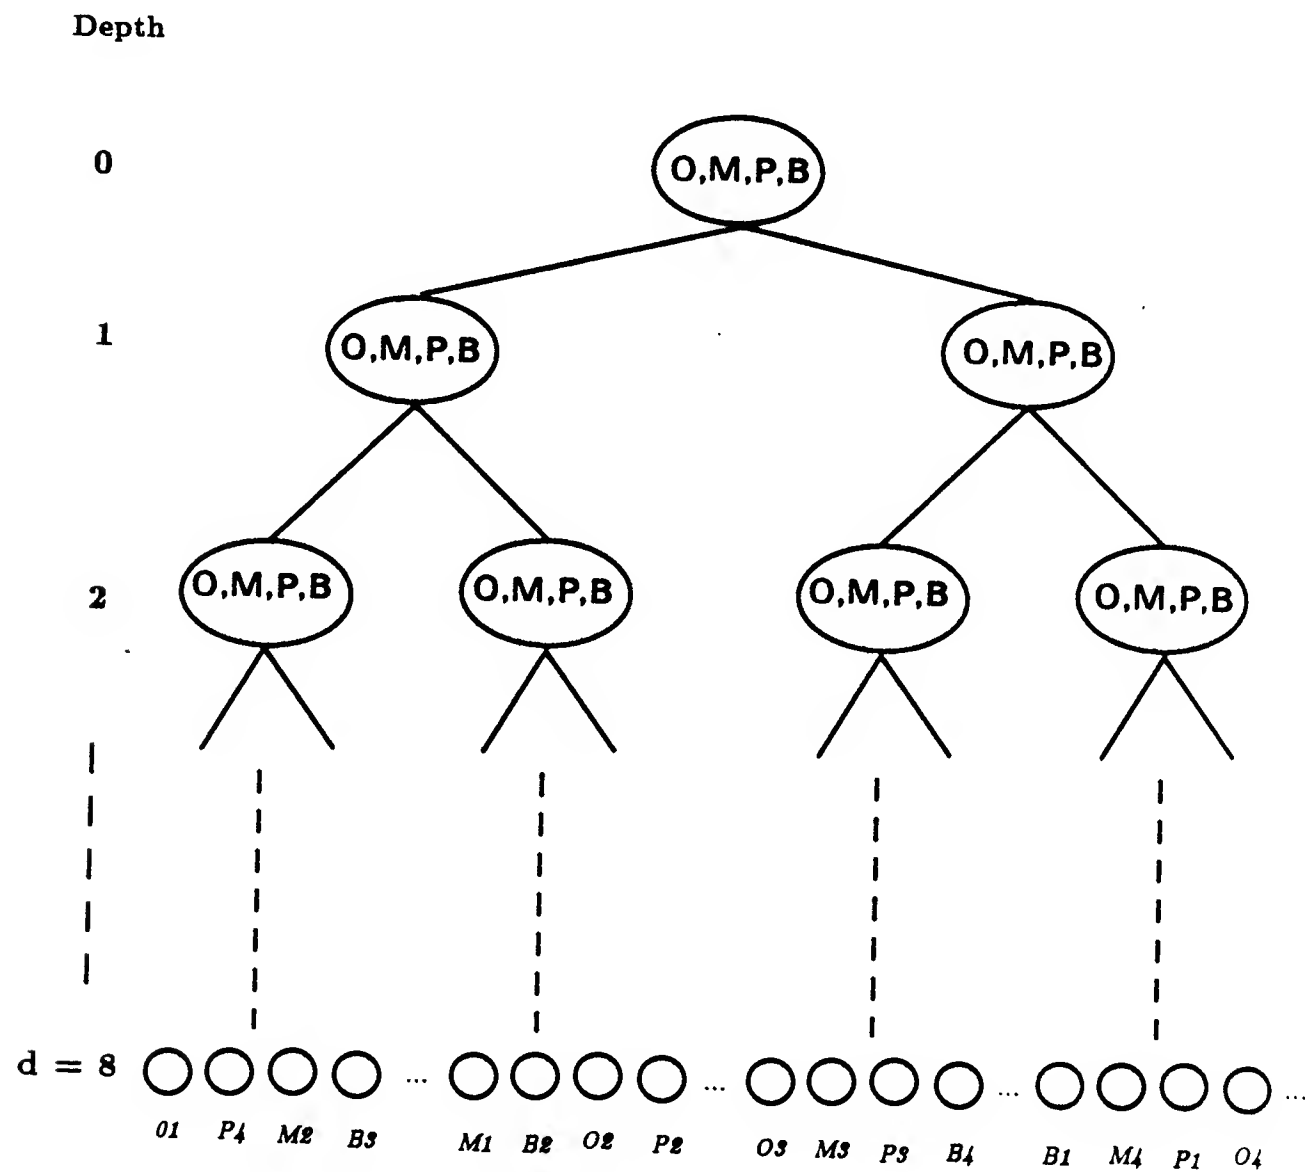 Depth
0 O,M,P,B
1 O,M,P,B O,M,P,B
2 O,M,P,B O,M,P,B O,M,P,B O,M,P,B
d = 8 ... ... ... ...
01 P4 M2 B3 M1 B2 O2 P2 O3 M3 P3 B4 B1 M4 P1 O4